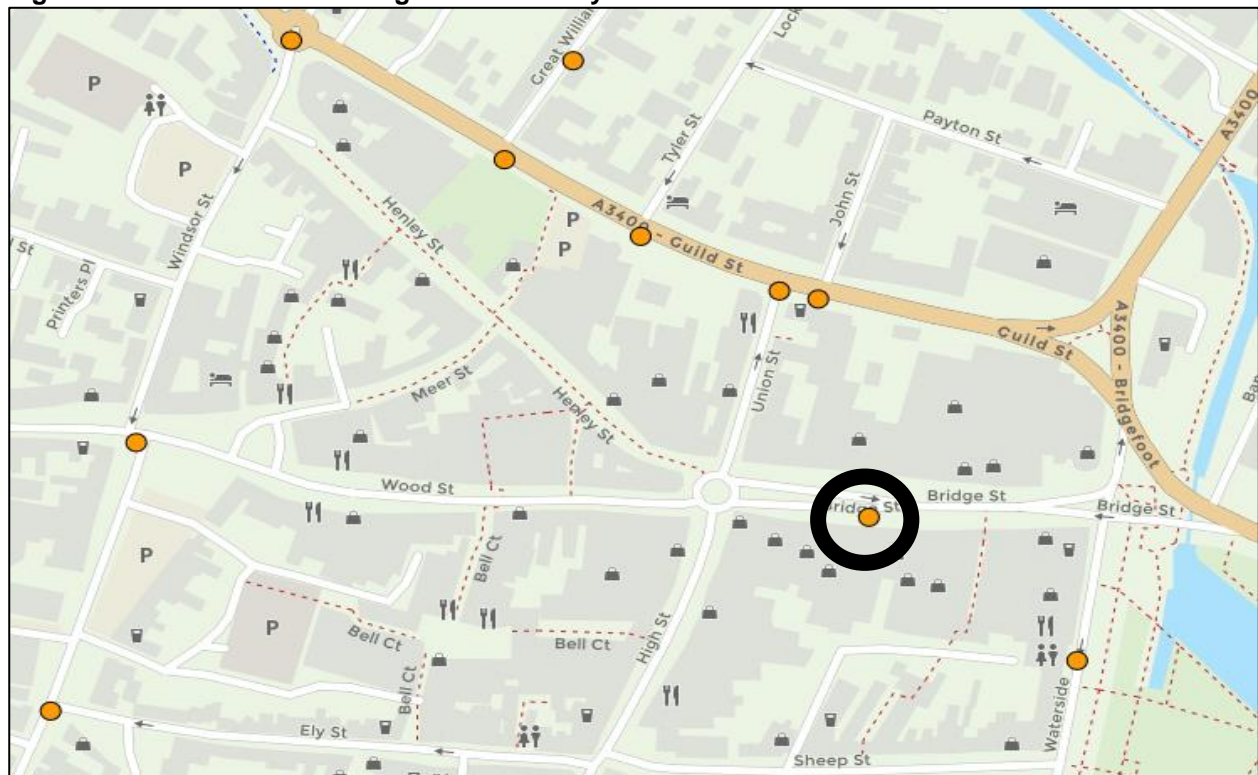 Great William
Lock
Payton St
A3400
Tyler St
John St
P
P
Windsor St
Henley St
P
P
A3400 - Guild St
Printers Pl
Guild St
A3400 - Bridgefoot
Union St
Meer St
Henley St
Ban
Wood St
Bridge St
Bridge St
Bridge St
P
Bell Ct
High St
P
Bell Ct
Bell Ct
Bell Ct
Waterside
Ely St
Sheep St